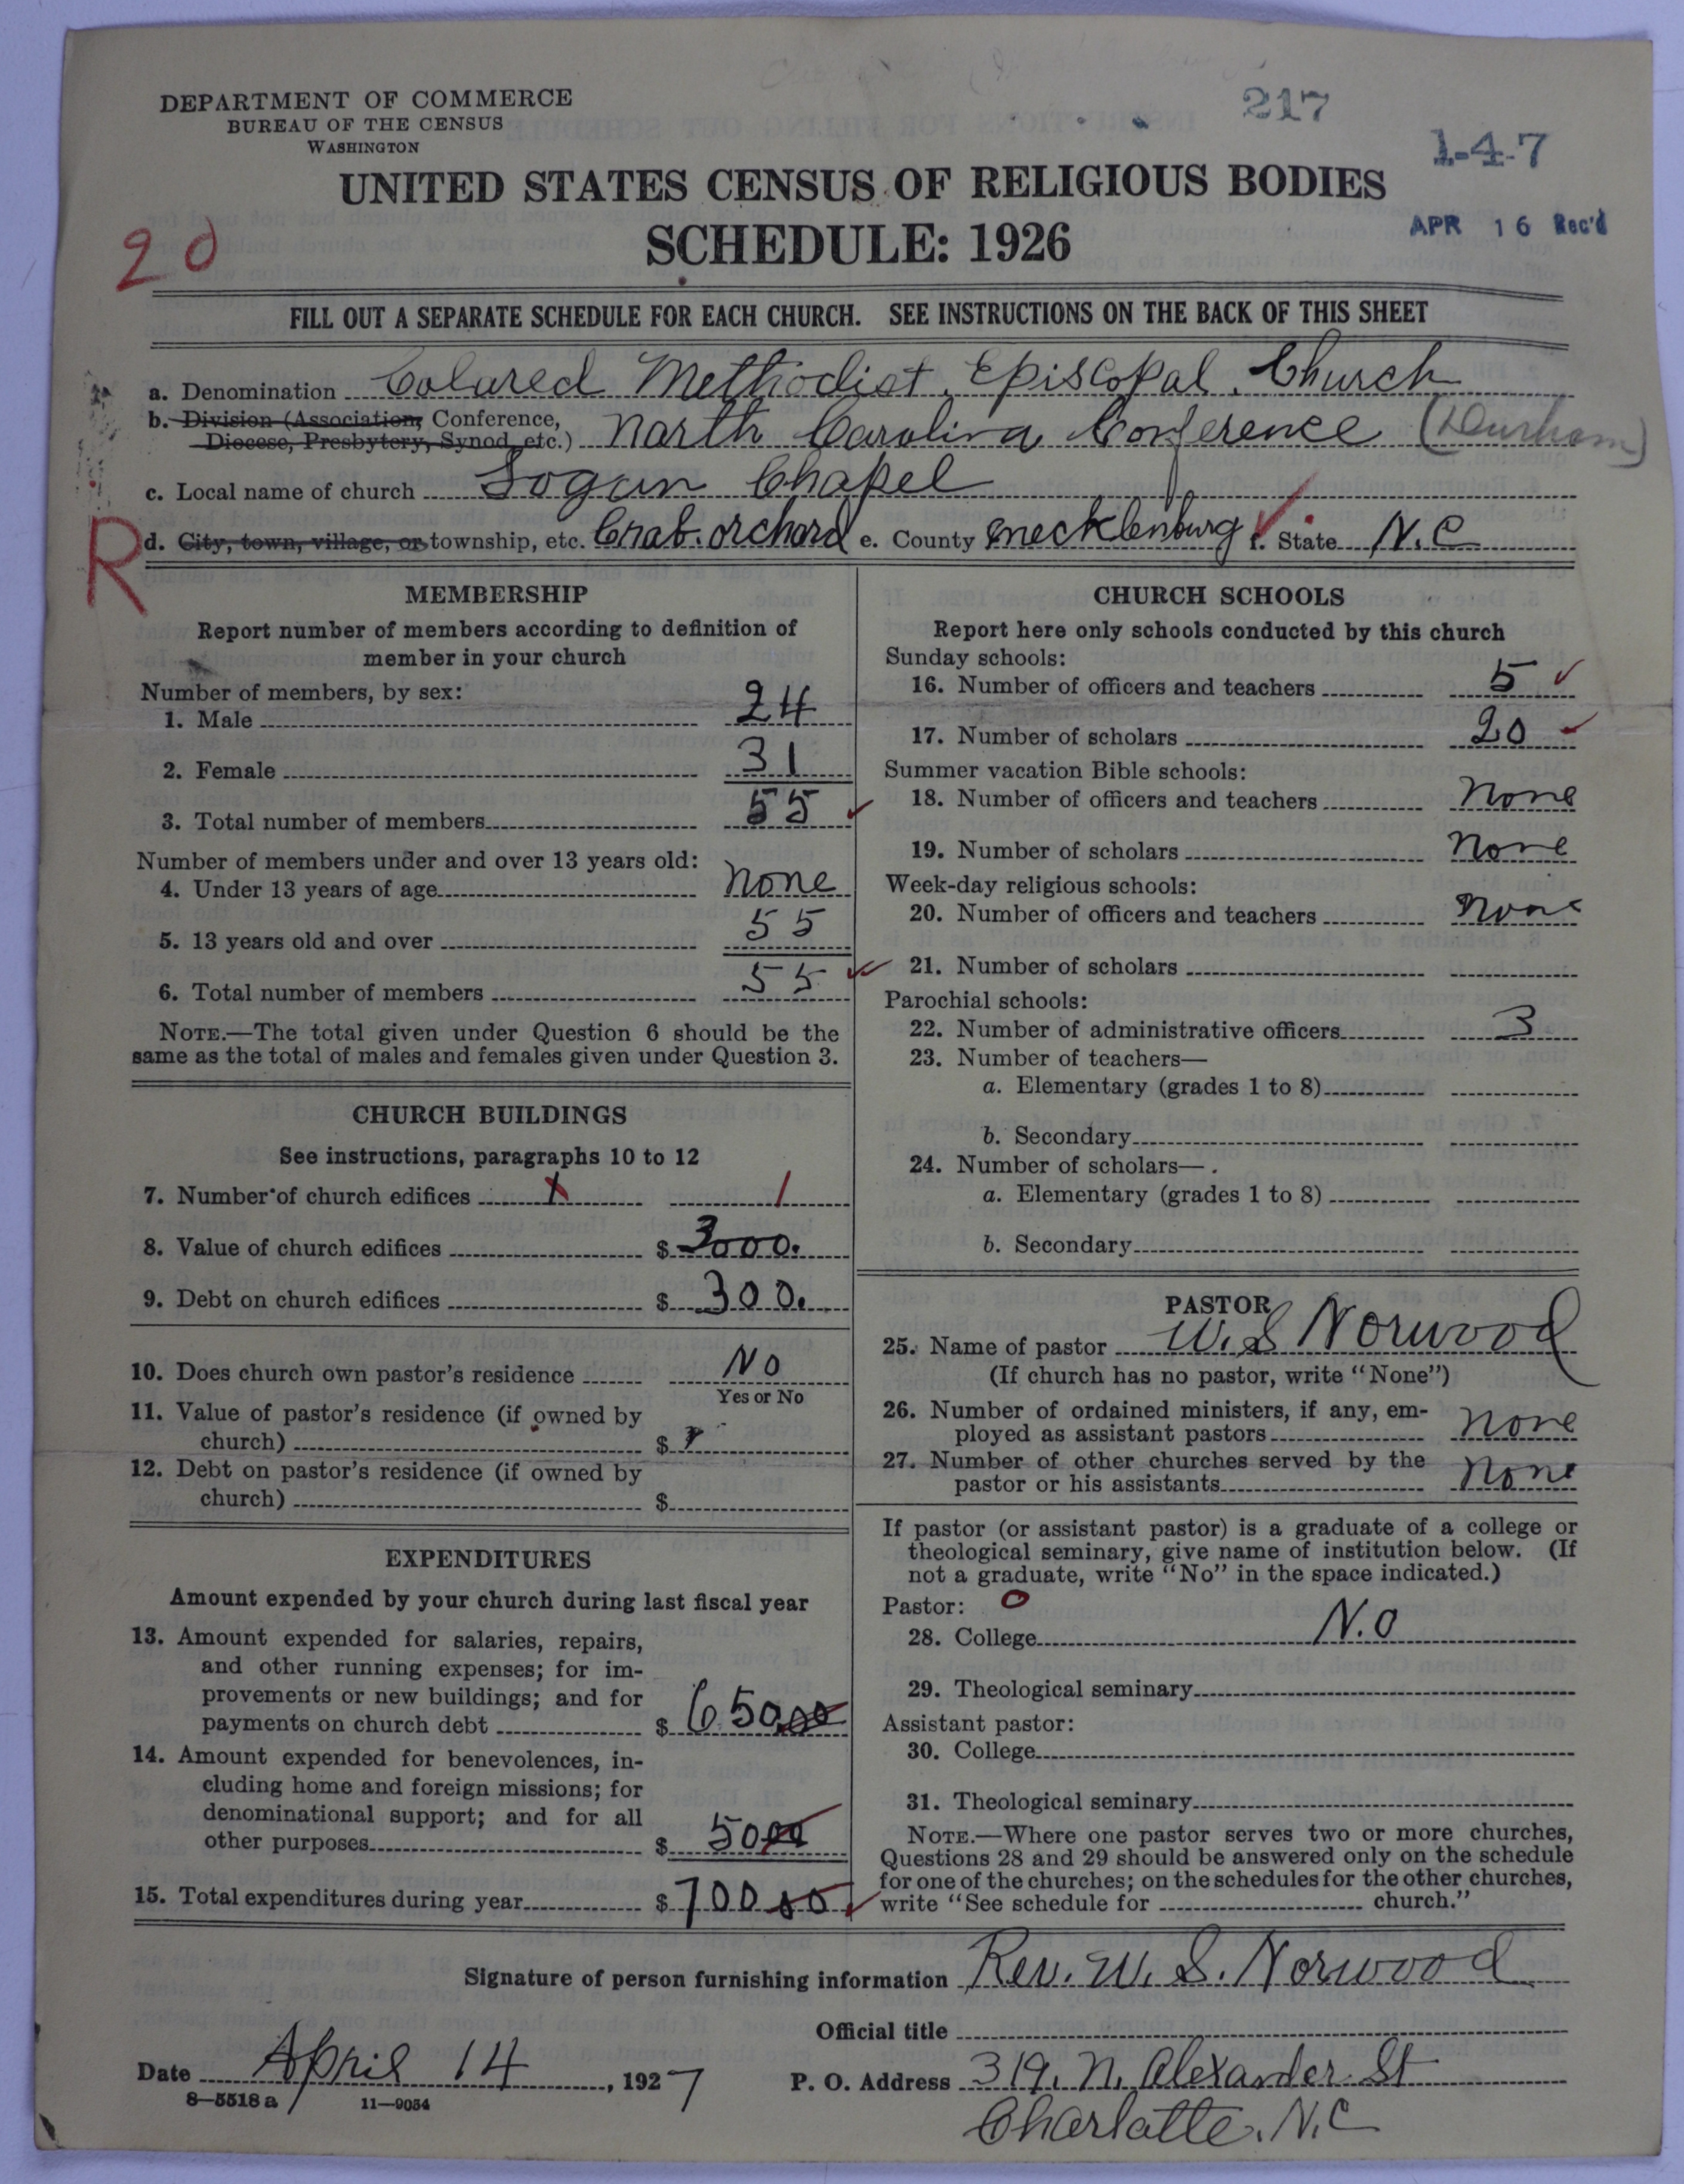 217
DEPARTMENT OF COMMERCE
BUREAU OF THE CENSUS
WASHINGTON
1-4-7
UNITED STATES CENSUS OF RELIGIOUS BODIES
SCHEDULE: 1926
APR 16 Rec'd
20
FILL OUT A SEPARATE SCHEDULE FOR EACH CHURCH. SEE INSTRUCTIONS ON THE BACK OF THIS SHEET
a. Denomination Colured Methodist Episcopal Church
b. Division (Association, Conference,
Diocese, Presbytery, Synod, etc.) North Carolina Conference (Durham)
c. Local name of church Logan Chapel
R
d. City, town, village, or township, etc. Crab. orchard e. County Mecklenburg f. State N.C
MEMBERSHIP
Report number of members according to definition of
member in your church
Number of members, by sex:
1. Male 24
2. Female 31
3. Total number of members 55
Number of members under and over 13 years old:
4. Under 13 years of age none
5. 13 years old and over 55
6. Total number of members 55
NOTE.—The total given under Question 6 should be the
same as the total of males and females given under Question 3.
CHURCH BUILDINGS
See instructions, paragraphs 10 to 12
7. Number of church edifices 1 1
8. Value of church edifices $ 3000.
9. Debt on church edifices $ 300.
10. Does church own pastor's residence No
Yes or No
11. Value of pastor's residence (if owned by
church) $
12. Debt on pastor's residence (if owned by
church) $
EXPENDITURES
Amount expended by your church during last fiscal year
13. Amount expended for salaries, repairs,
and other running expenses; for im-
provements or new buildings; and for
payments on church debt $ 650.00
14. Amount expended for benevolences, in-
cluding home and foreign missions; for
denominational support; and for all
other purposes $ 5000
15. Total expenditures during year $ 700 00
CHURCH SCHOOLS
Report here only schools conducted by this church
Sunday schools:
16. Number of officers and teachers 5
17. Number of scholars 20
Summer vacation Bible schools:
18. Number of officers and teachers None
19. Number of scholars None
Week-day religious schools:
20. Number of officers and teachers None
21. Number of scholars
Parochial schools:
22. Number of administrative officers 3
23. Number of teachers—
a. Elementary (grades 1 to 8)
b. Secondary
24. Number of scholars—
a. Elementary (grades 1 to 8)
b. Secondary
PASTOR
25. Name of pastor W. S Norwood
(If church has no pastor, write "None")
26. Number of ordained ministers, if any, em-
ployed as assistant pastors None
27. Number of other churches served by the
pastor or his assistants None
If pastor (or assistant pastor) is a graduate of a college or
theological seminary, give name of institution below. (If
not a graduate, write "No" in the space indicated.)
Pastor: O
28. College N.O
29. Theological seminary
Assistant pastor:
30. College
31. Theological seminary
NOTE.—Where one pastor serves two or more churches,
Questions 28 and 29 should be answered only on the schedule
for one of the churches; on the schedules for the other churches,
write "See schedule for church."
Signature of person furnishing information Rev. W. S. Norwood
Official title
Date April 14, 1927
P. O. Address 319. N. Alexander St
8—5518 a 11—9054
Charlatte. N.C